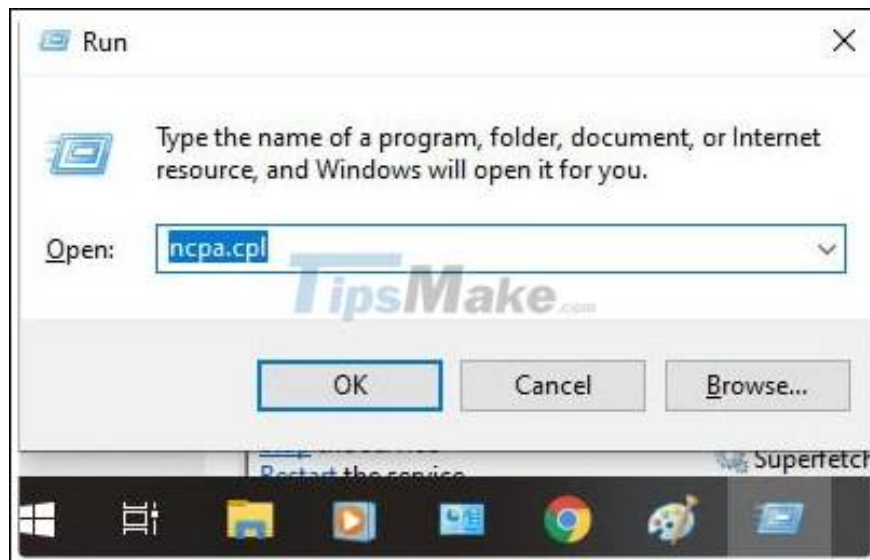 Run
Type the name of a program, folder, document, or Internet
resource, and Windows will open it for you.
Open: ncpa.cpl
TipsMake.com
OK Cancel Browse...
Superfetch
Restart the service